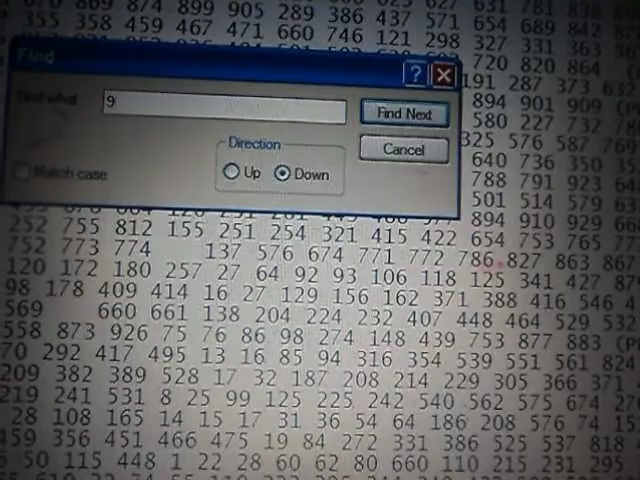 355 358 459 467 471 660 746 121 298 327 331 363
Find
720 820 864
191 287 373 632
Find what:
9
Find Next
894 901 909
580 227 732
Direction
Cancel
325 576 587 769
Match case
Up
Down
640 736 350
788 791 923
501 514 579
894 910 929
252 755 812 155 251 254 321 415 422 654 753 765
752 773 774 137 576 674 771 772 786 827 863 867
120 172 180 257 27 64 92 93 106 118 125 341 427
98 178 409 414 16 27 129 156 162 371 388 416 546
569 660 661 138 204 224 232 407 448 464 529 532
558 873 926 75 76 86 98 274 148 439 753 877 883
70 292 417 495 13 16 85 94 316 354 539 551 561 824
209 382 389 528 17 32 187 208 214 229 305 366 371
219 241 531 8 25 99 125 225 242 540 562 575 674
28 108 165 14 15 17 31 36 54 64 186 208 576 74
459 356 451 466 475 19 84 272 331 386 525 537 818
50 115 448 1 22 28 60 62 80 660 110 215 231 295